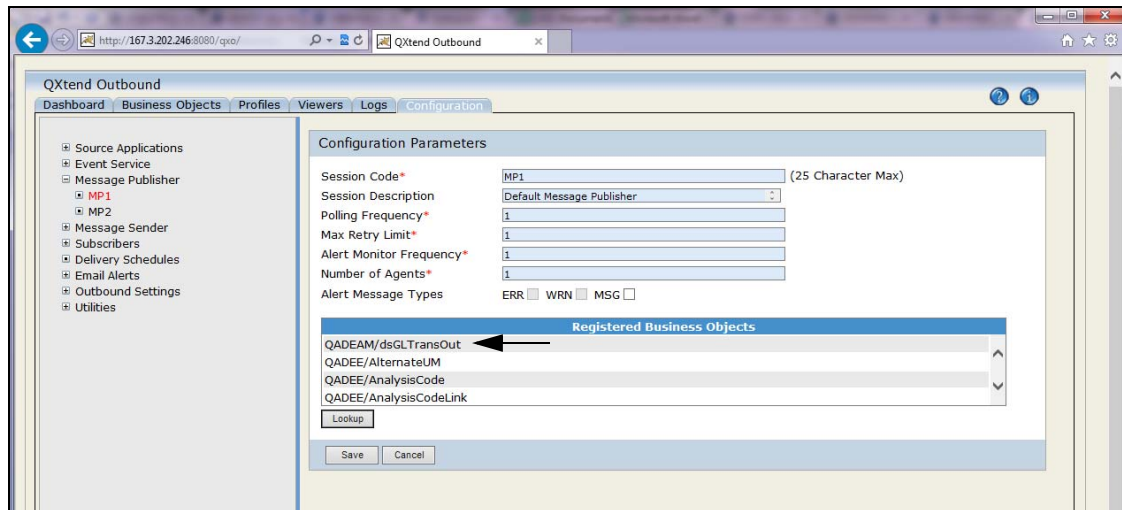 http://167.3.202.246:8080/qxo/
QXtend Outbound
QXtend Outbound
Dashboard Business Objects Profiles Viewers Logs Configuration
Source Applications
Event Service
Message Publisher
MP1
MP2
Message Sender
Subscribers
Delivery Schedules
Email Alerts
Outbound Settings
Utilities
Configuration Parameters
Session Code* MP1 (25 Character Max)
Session Description Default Message Publisher
Polling Frequency* 1
Max Retry Limit* 1
Alert Monitor Frequency* 1
Number of Agents* 1
Alert Message Types ERR WRN MSG
Registered Business Objects
QADEAM/dsGLTransOut
QADEE/AlternateUM
QADEE/AnalysisCode
QADEE/AnalysisCodeLink
Lookup
Save Cancel